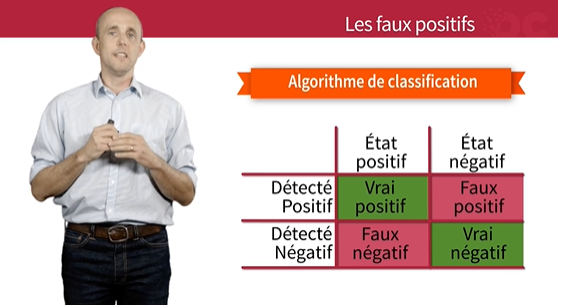 Les faux positifs
Algorithme de classification
État positif
État négatif
Détecté Positif
Vrai positif
Faux positif
Détecté Négatif
Faux négatif
Vrai négatif